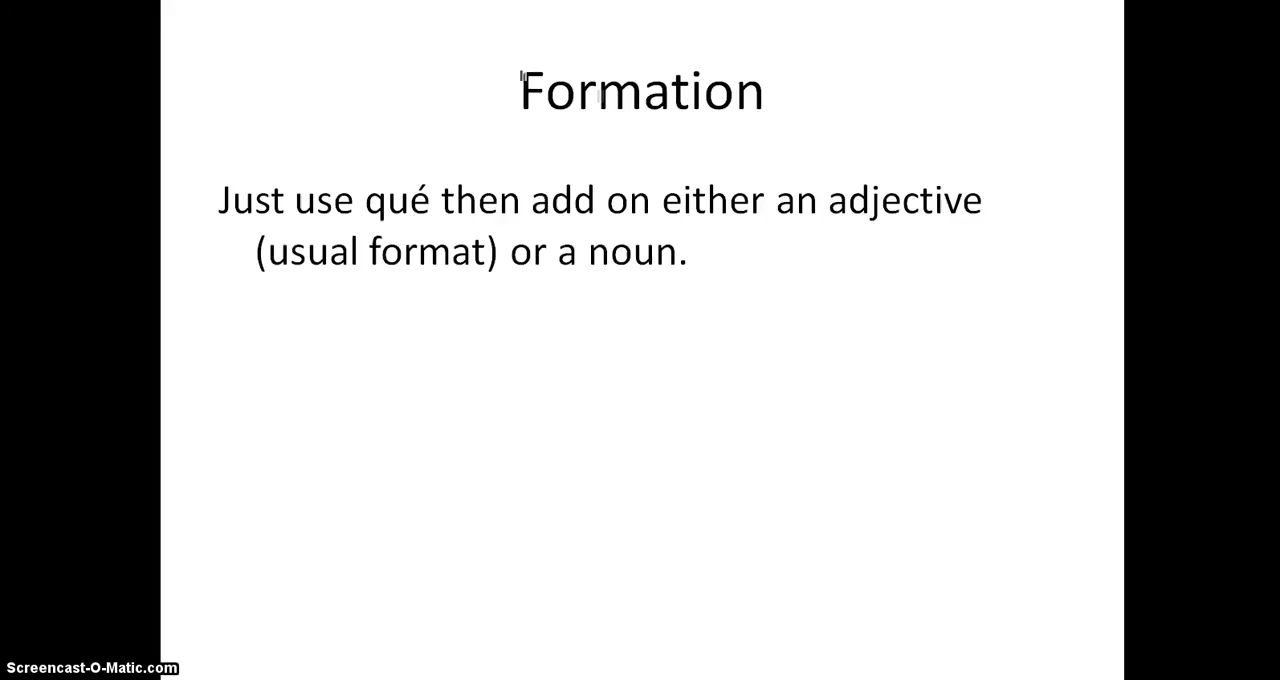 Formation
Just use qué then add on either an adjective
(usual format) or a noun.
Screencast-O-Matic.com